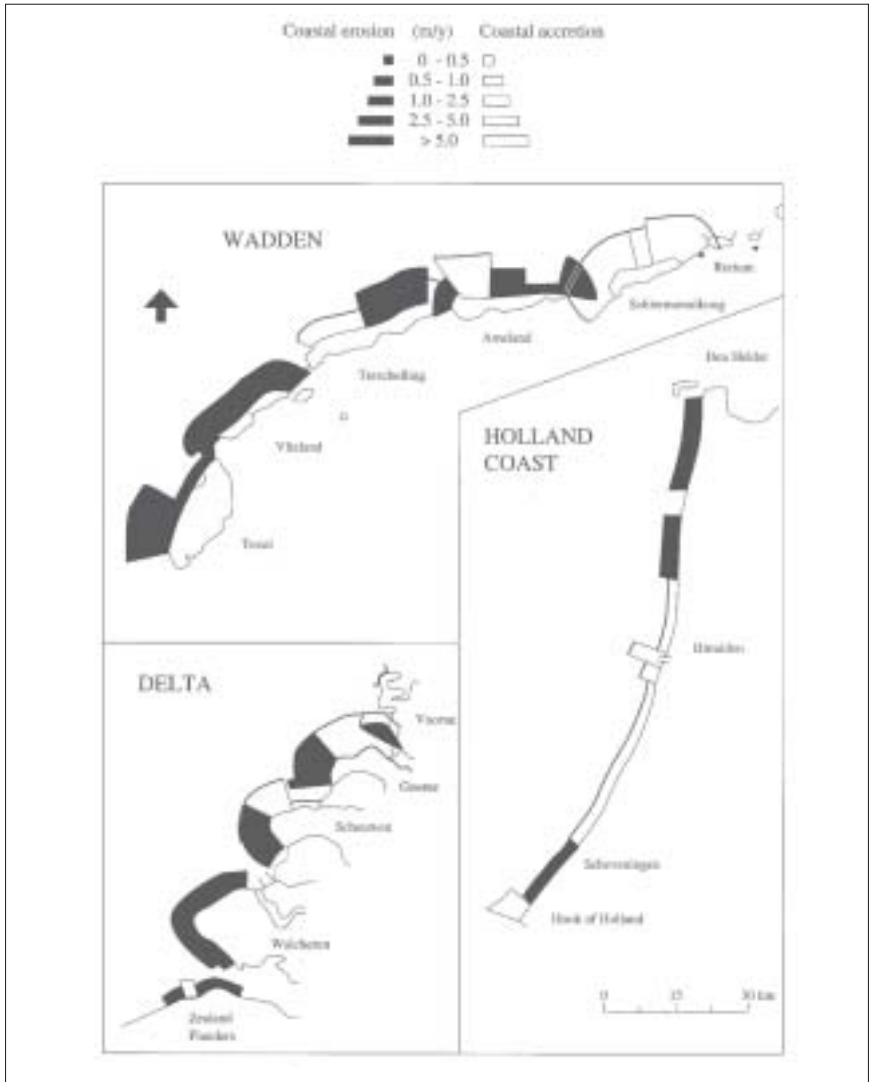 Coastal erosion (m/y) Coastal accretion
0 - 0.5
0.5 - 1.0
1.0 - 2.5
2.5 - 5.0
> 5.0
WADDEN
Ameland
Terschelling
Vlieland
Texel
HOLLAND
COAST
Den Helder
IJmuiden
Scheveningen
Hook of Holland
0 15 30 km
DELTA
Voorne
Goeree
Schouwen
Walcheren
Zeeland
Flanders